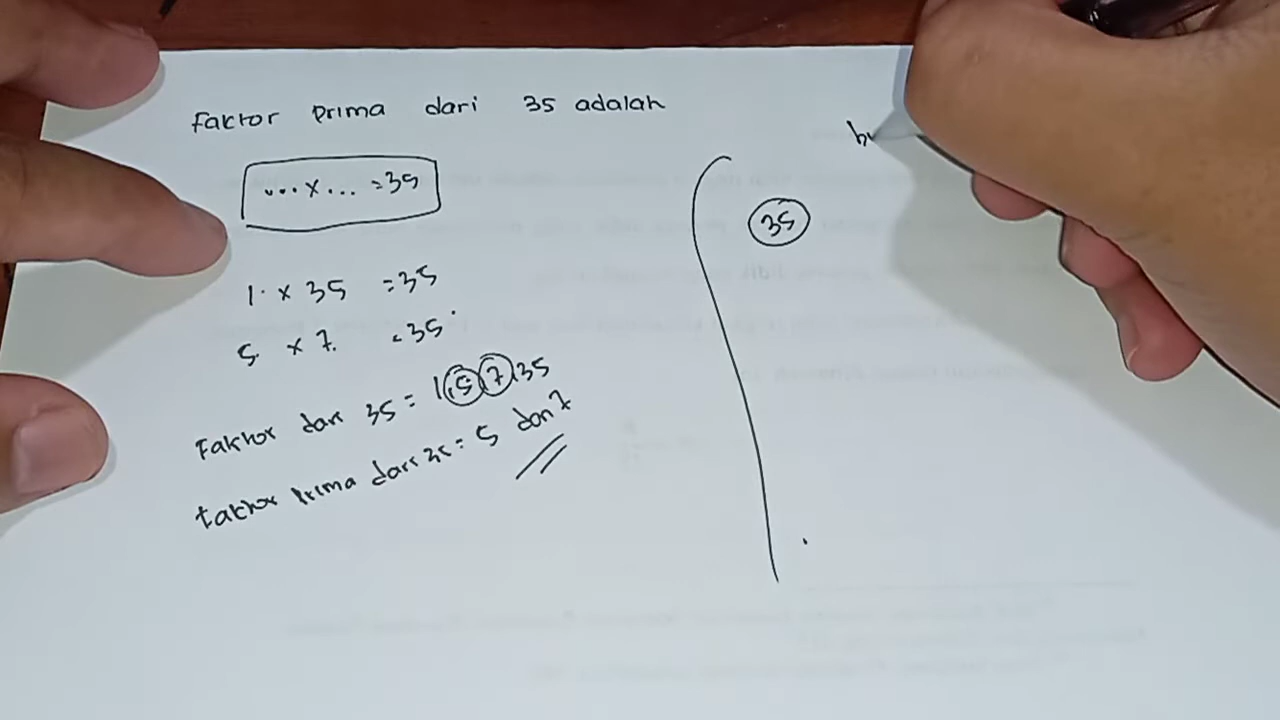 Faktor prima dari 35 adalah
...x... =35
1 x 35 =35
5 x 7 =35
Faktor dari 35 = 1,5,7,35
faktor prima dari 35 = 5 dan 7
35